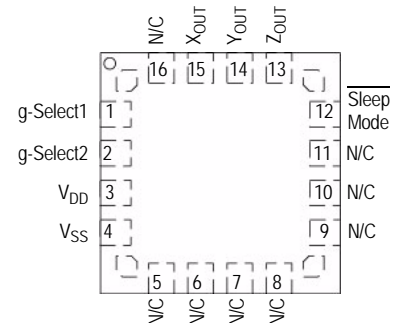 N/C
XOUT
YOUT
ZOUT
16 15 14 13
g-Select1 1
12 Sleep
Mode
g-Select2 2
11 N/C
VDD 3
10 N/C
VSS 4
9 N/C
5 6 7 8
N/C
N/C
N/C
N/C